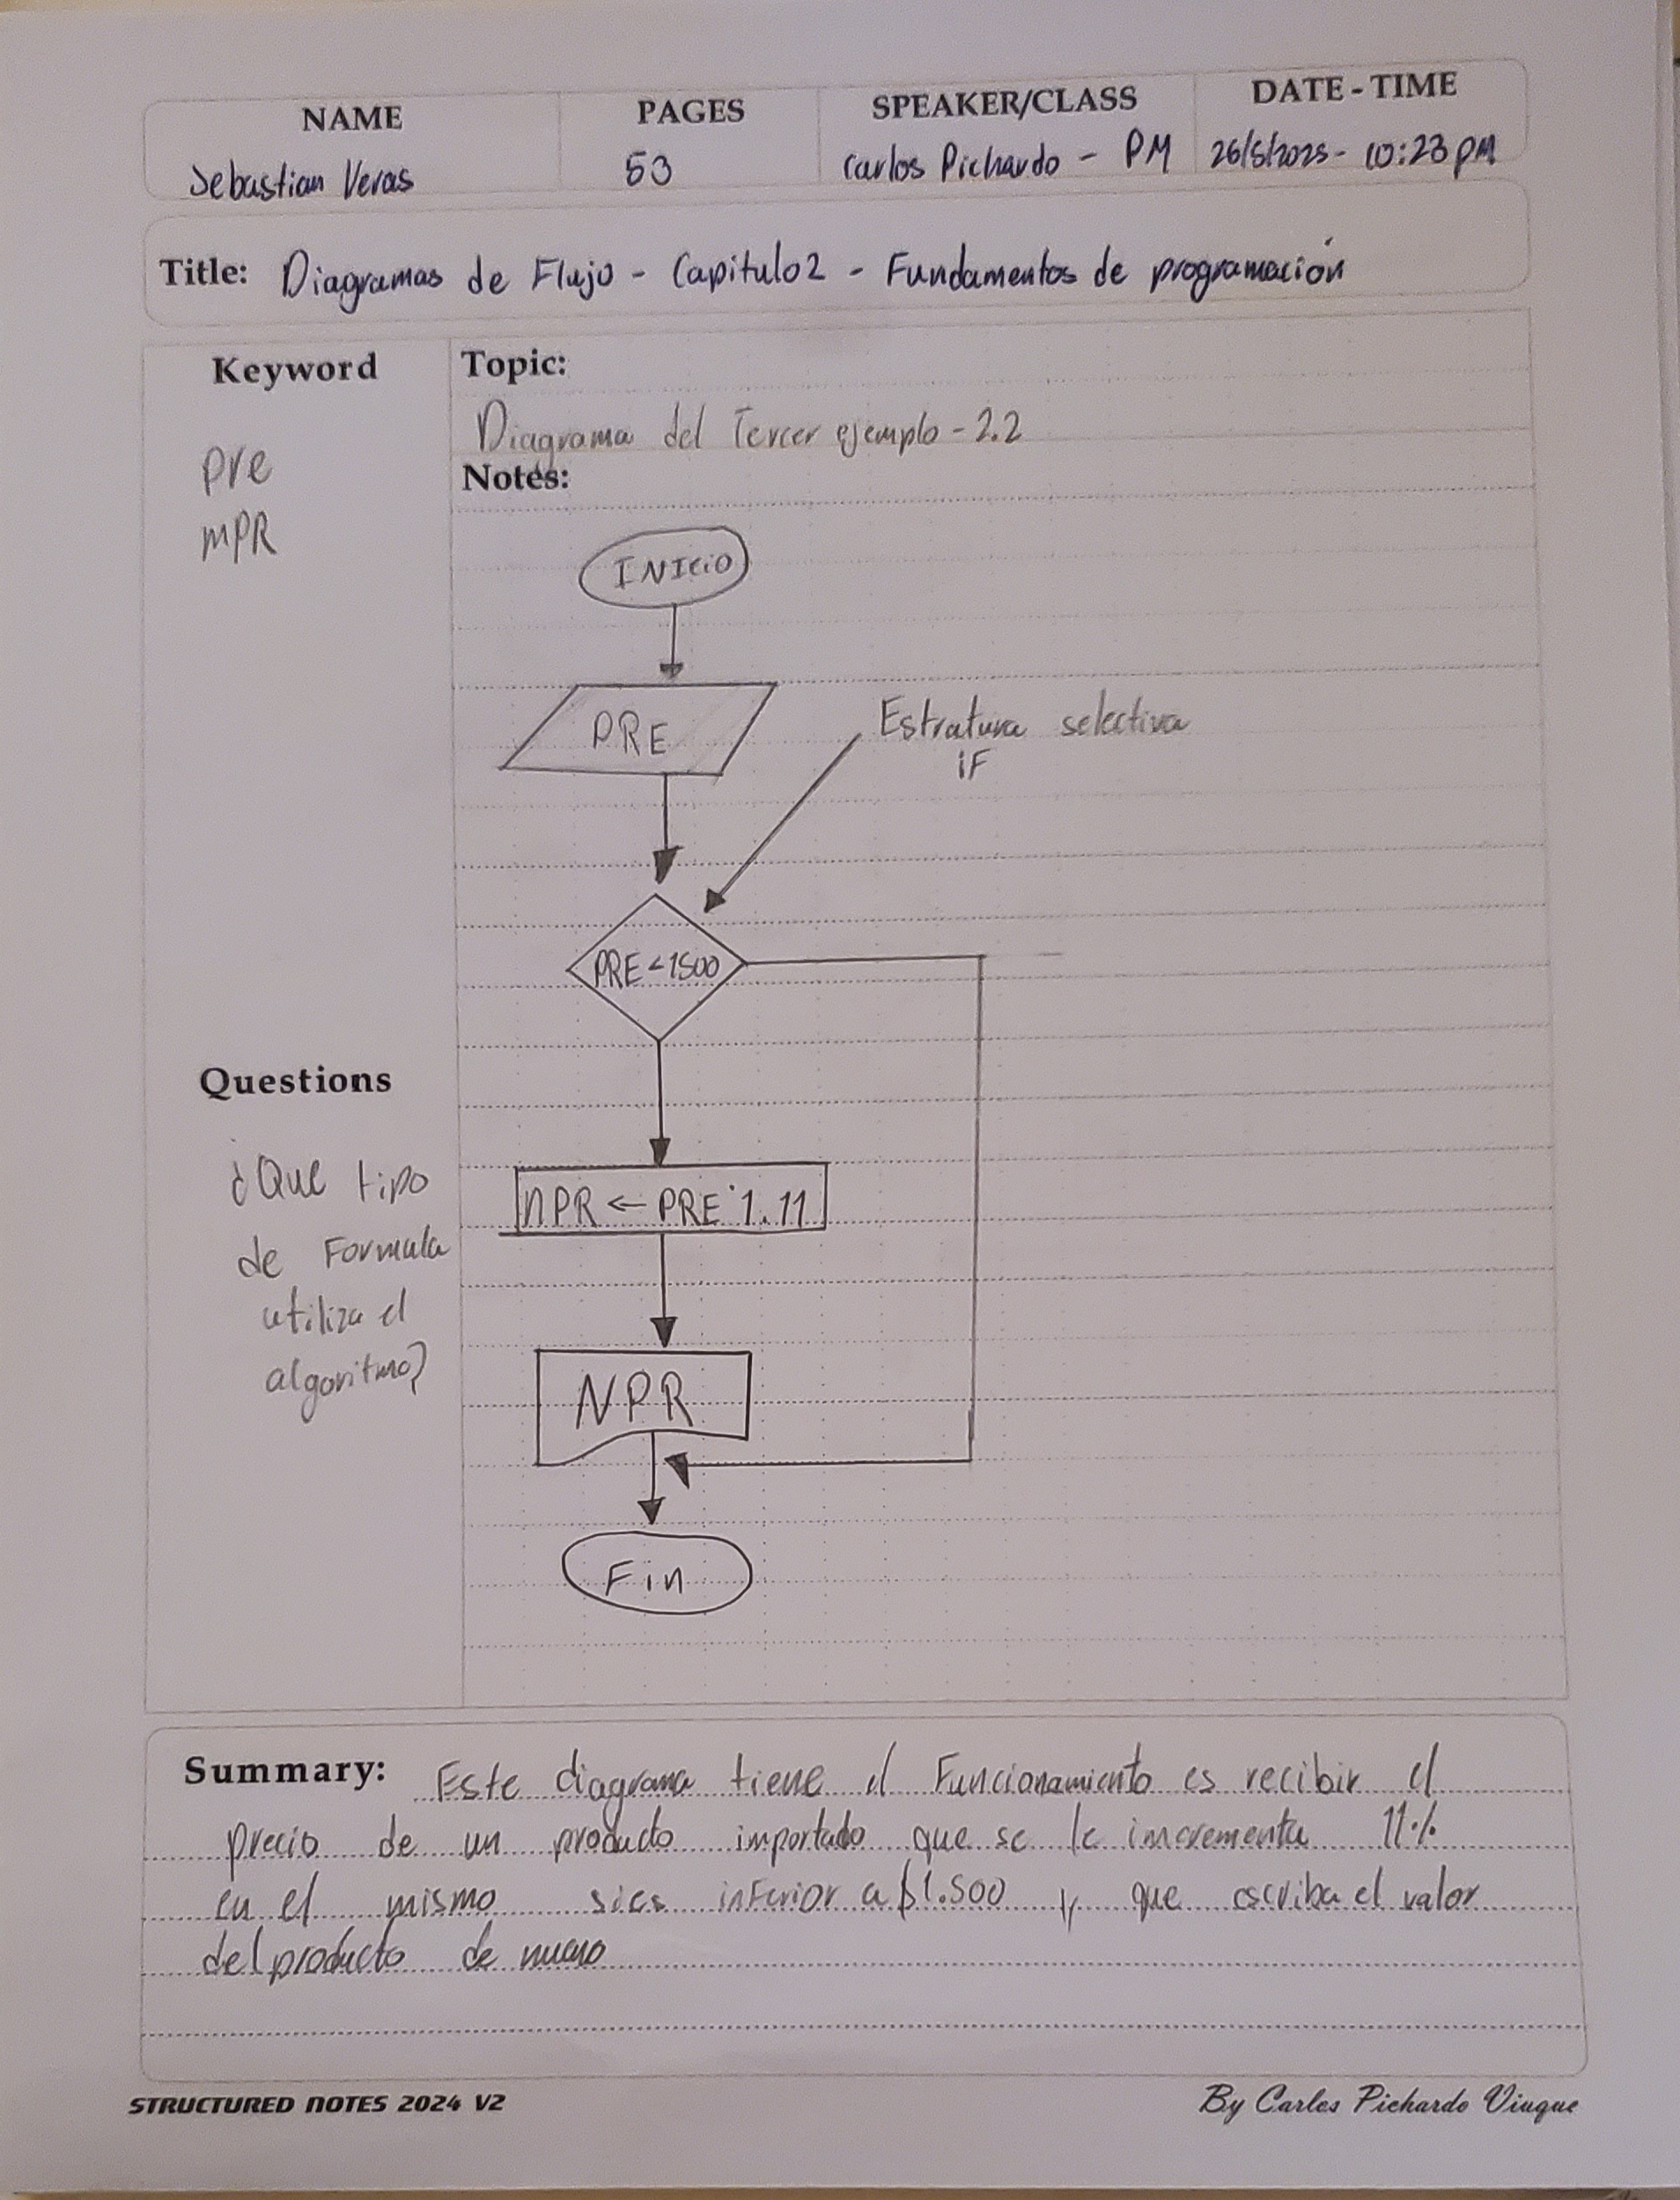 NAME
PAGES
SPEAKER/CLASS
DATE - TIME
Sebastian Veras
53
Carlos Pichardo - PM
26/5/2025 - 10:23 PM
Title: Diagramas de Flujo - Capitulo 2 - Fundamentos de programación
Keyword
pre
mPR
Topic:
Diagrama del Tercer ejemplo - 2.2
Notes:
INICiO
PRE
Estratura selectiva
iF
PRE<1500
NPR ← PRE * 1.11
NPR
Fin
Questions
¿Que tipo
de Formula
utiliza el
algoritmo?
Summary: Este diagrama tiene el Funcionamiento es recibir el
precio de un producto importado que se le incrementa 11%
en el mismo si es inferior a $1.500 y que escriba el valor
del producto de nuevo
STRUCTURED NOTES 2024 V2
By Carlos Pichardo Viuque